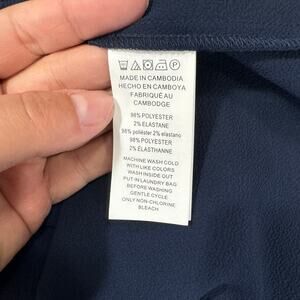 MADE IN CAMBODIA
HECHO EN CAMBOYA
FABRIQUÉ AU
CAMBODGE
98% POLYESTER
2% ELASTANE
98% poliéster 2% elastano
98% POLYESTER
2% ÉLASTHANNE
MACHINE WASH COLD
WITH LIKE COLORS
WASH INSIDE OUT
PUT IN LAUNDRY BAG
BEFORE WASHING
GENTLE CYCLE
ONLY NON-CHLORINE
BLEACH